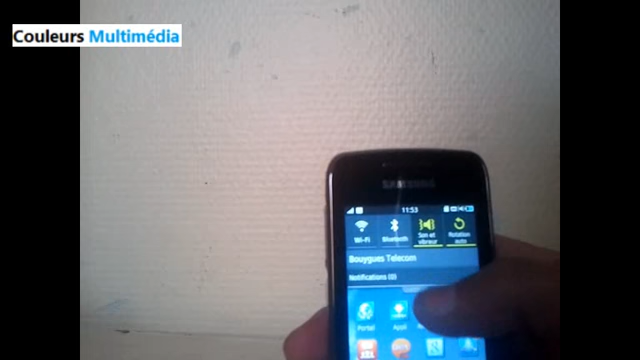 Couleurs Multimédia
SAMSUNG
11:53
Wi-Fi Bluetooth Son et vibreur Rotation auto
Bouygues Telecom
Notifications (0)
Portail Appli